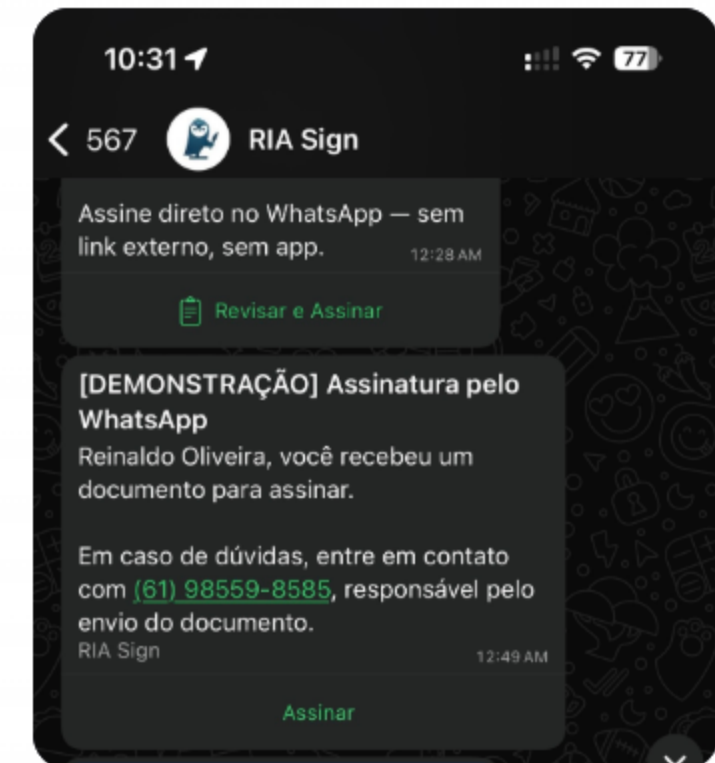 10:31
77
567
RIA Sign
Assine direto no WhatsApp — sem
link externo, sem app.
12:28 AM
Revisar e Assinar
[DEMONSTRAÇÃO] Assinatura pelo
WhatsApp
Reinaldo Oliveira, você recebeu um
documento para assinar.
Em caso de dúvidas, entre em contato
com (61) 98559-8585, responsável pelo
envio do documento.
RIA Sign
12:49 AM
Assinar